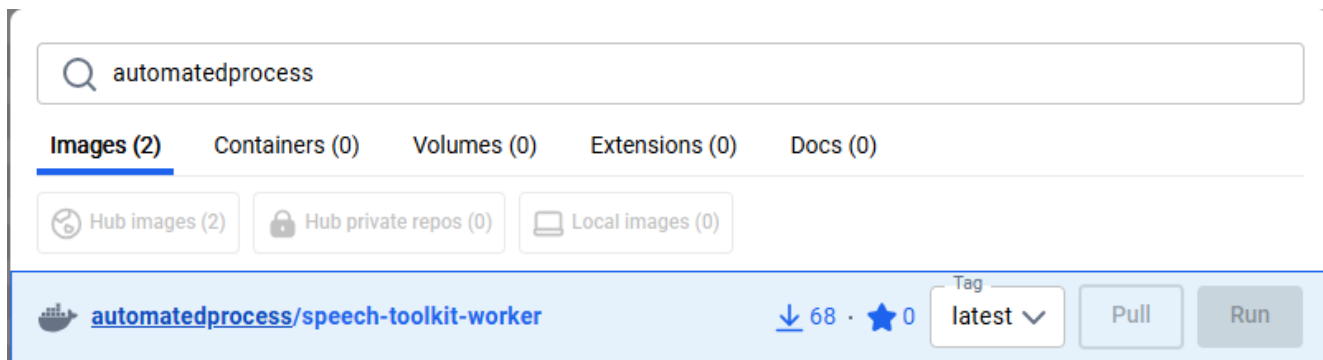 automatedprocess
Images (2) Containers (0) Volumes (0) Extensions (0) Docs (0)
Hub images (2) Hub private repos (0) Local images (0)
Tag
automatedprocess/speech-toolkit-worker 68 · 0 latest Pull Run